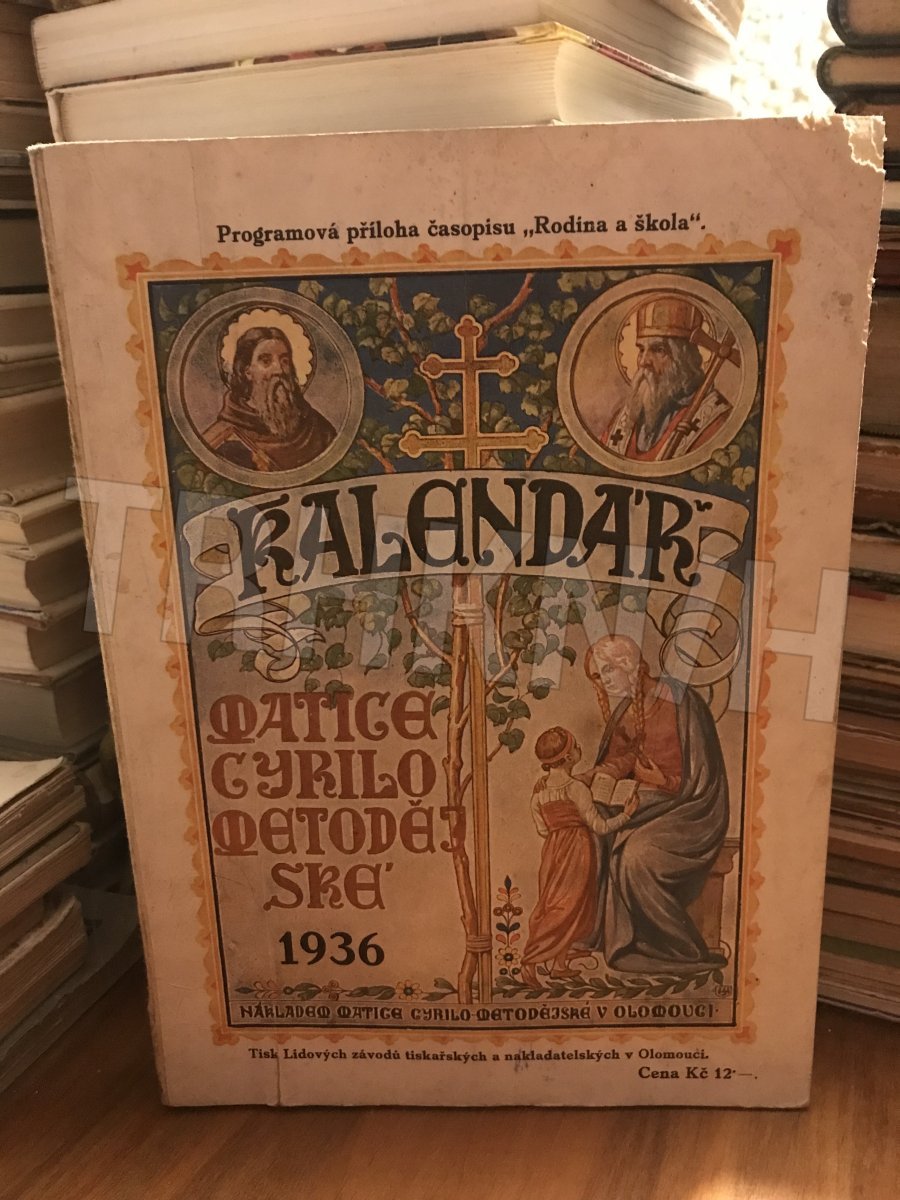 Programová příloha časopisu „Rodina a škola“.
KALENDÁŘ
MATICE
CYRILO
METODĚJ
SKÉ
1936
NÁKLADEM MATICE CYRILO-METODĚJSKÉ V OLOMOUCI·
Tisk Lidových závodů tiskařských a nakladatelských v Olomouci.
Cena Kč 12·—.